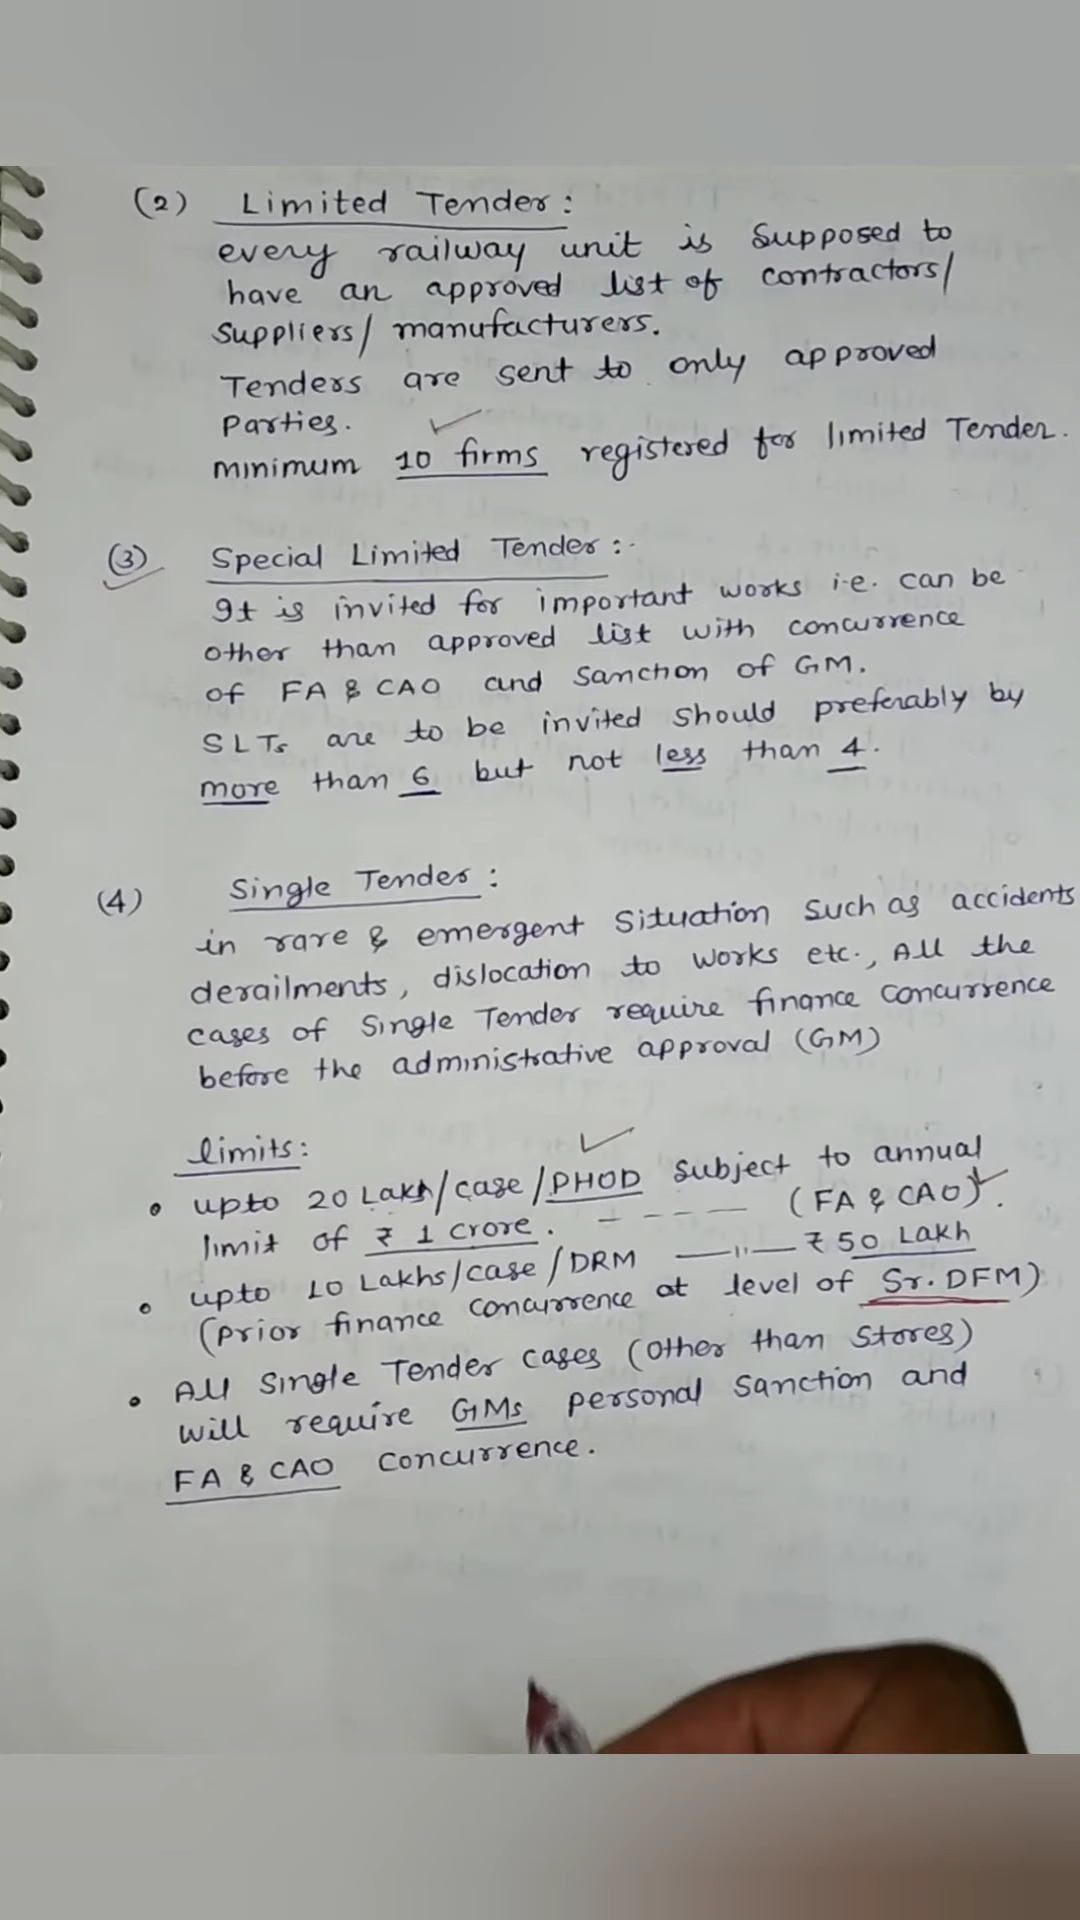 (2) Limited Tender:
every railway unit is supposed to
have an approved list of contractors/
suppliers/ manufacturers.
Tenders are sent to only approved
Parties.
minimum 10 firms registered for limited Tender.
(3) Special Limited Tender:-
It is invited for important works i.e. can be
other than approved list with concurrence
of FA & CAO and Sanction of GM.
SLTs are to be invited should preferably by
more than 6 but not less than 4.
(4) Single Tender:
in rare & emergent situation such as accidents
derailments, dislocation to works etc., All the
cases of Single Tender require finance concurrence
before the administrative approval (GM)
limits:
• upto 20 Lakh/case/PHOD subject to annual
limit of ₹ 1 crore. - - - - - (FA & CAO).
• upto 10 Lakhs/case/DRM —"— ₹50 Lakh
(prior finance concurrence at level of Sr.DFM)
• All Single Tender cases (other than Stores)
will require GMs personal Sanction and
FA & CAO concurrence.